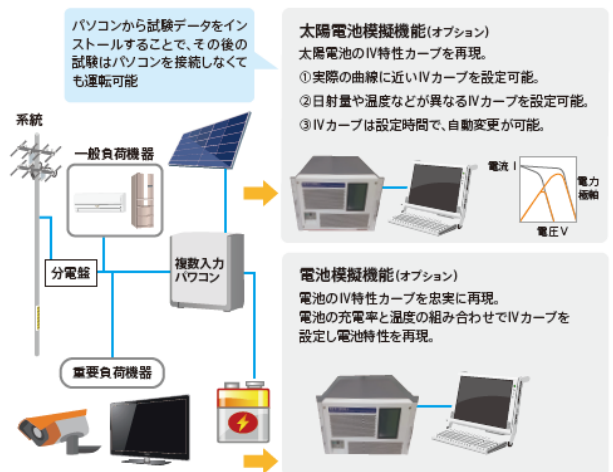 パソコンから試験データをイン
ストールすることで、その後の
試験はパソコンを接続しなくて
も運転可能
系統
一般負荷機器
分電盤
複数入力
パワコン
重要負荷機器
太陽電池模擬機能(オプション)
太陽電池のIV特性カーブを再現。
①実際の曲線に近いIVカーブを設定可能。
②日射量や温度などが異なるIVカーブを設定可能。
③IVカーブは設定時間で、自動変更が可能。
電流 I
電力
極軸
電圧 V
電池模擬機能(オプション)
電池のIV特性カーブを忠実に再現。
電池の充電率と温度の組み合わせでIVカーブを
設定し電池特性を再現。